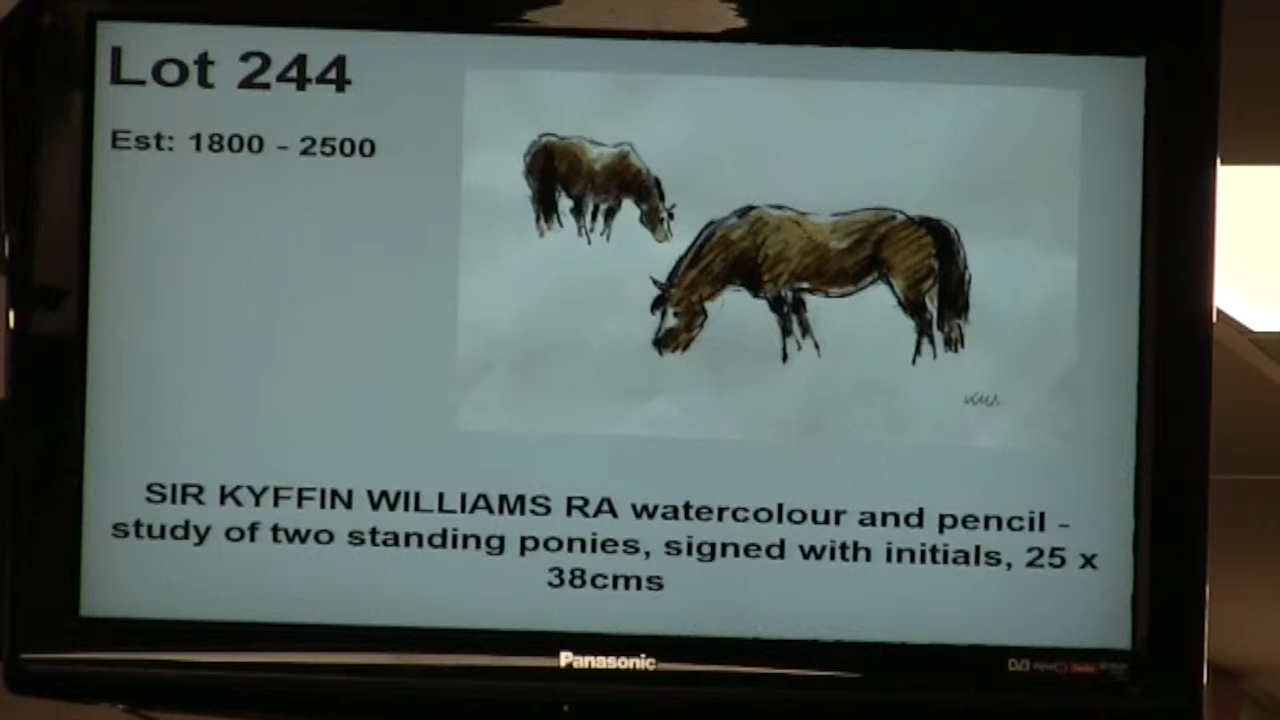 Lot 244
Est: 1800 - 2500
SIR KYFFIN WILLIAMS RA watercolour and pencil -
study of two standing ponies, signed with initials, 25 x
38cms
Panasonic